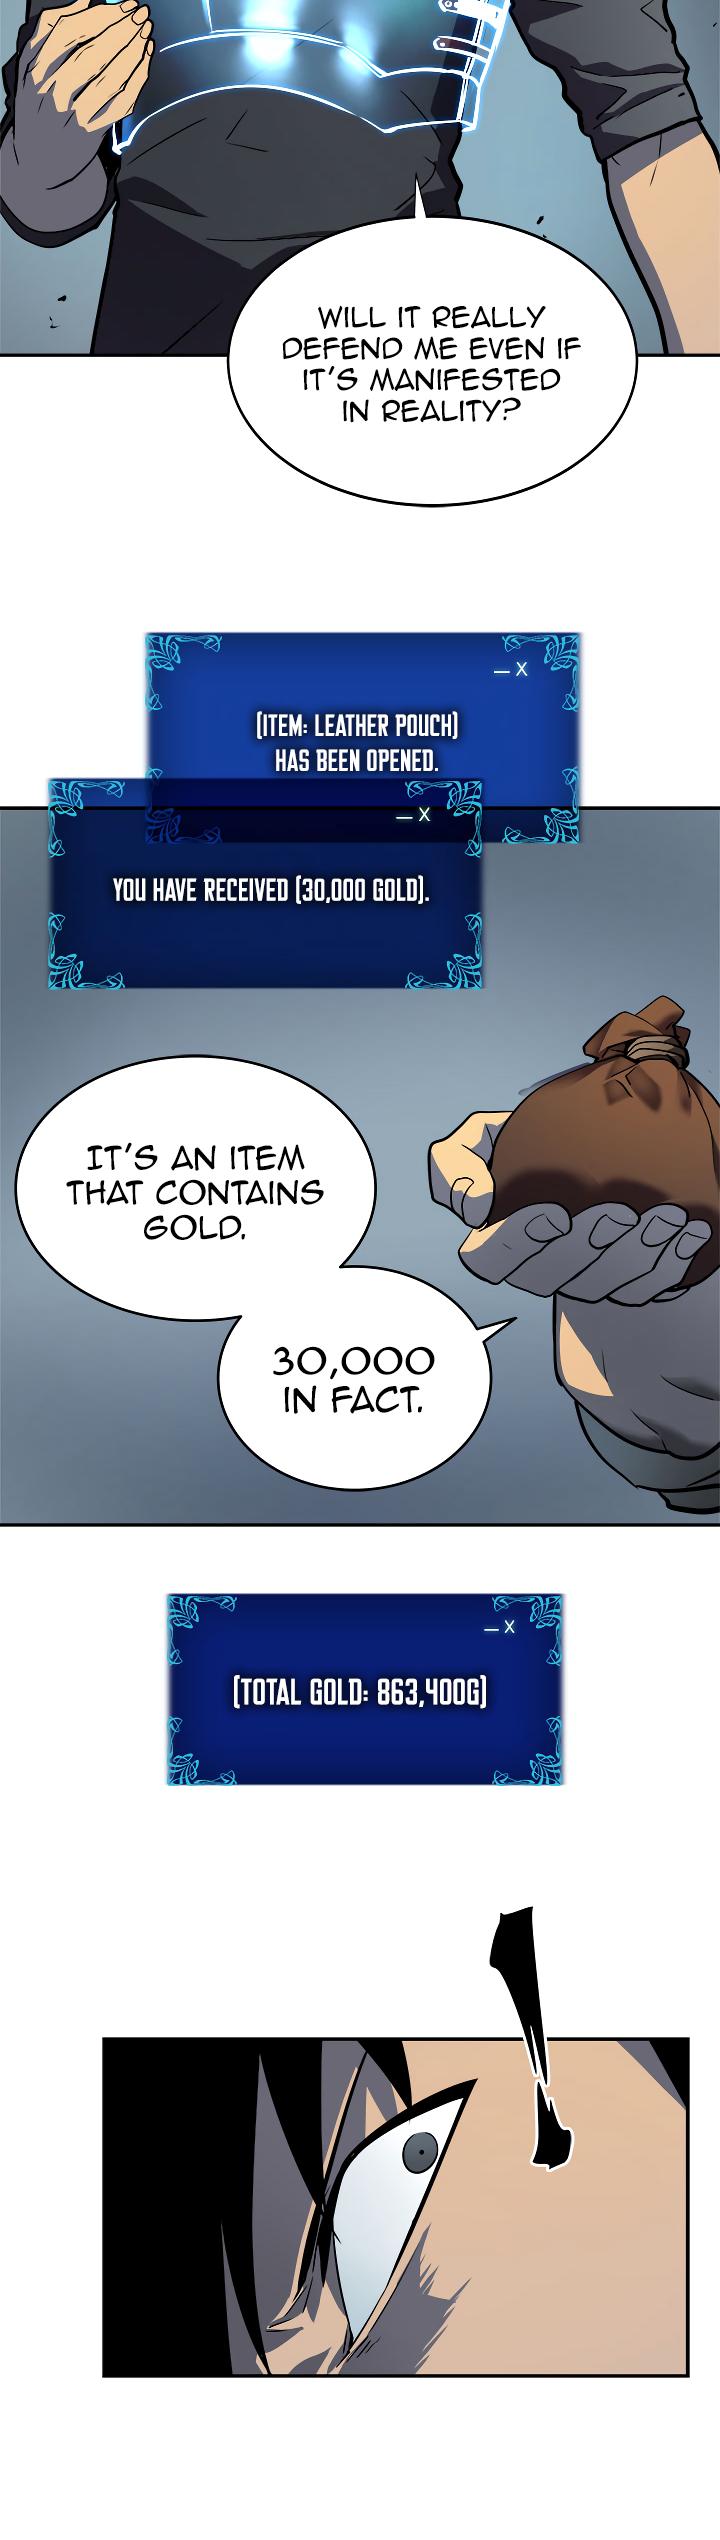 WILL IT REALLY
DEFEND ME EVEN IF
IT'S MANIFESTED
IN REALITY?
— X
[ITEM: LEATHER POUCH]
HAS BEEN OPENED.
— X
YOU HAVE RECEIVED [30,000 GOLD].
IT'S AN ITEM
THAT CONTAINS
GOLD.
30,000
IN FACT.
— X
[TOTAL GOLD: 863,400G]
!